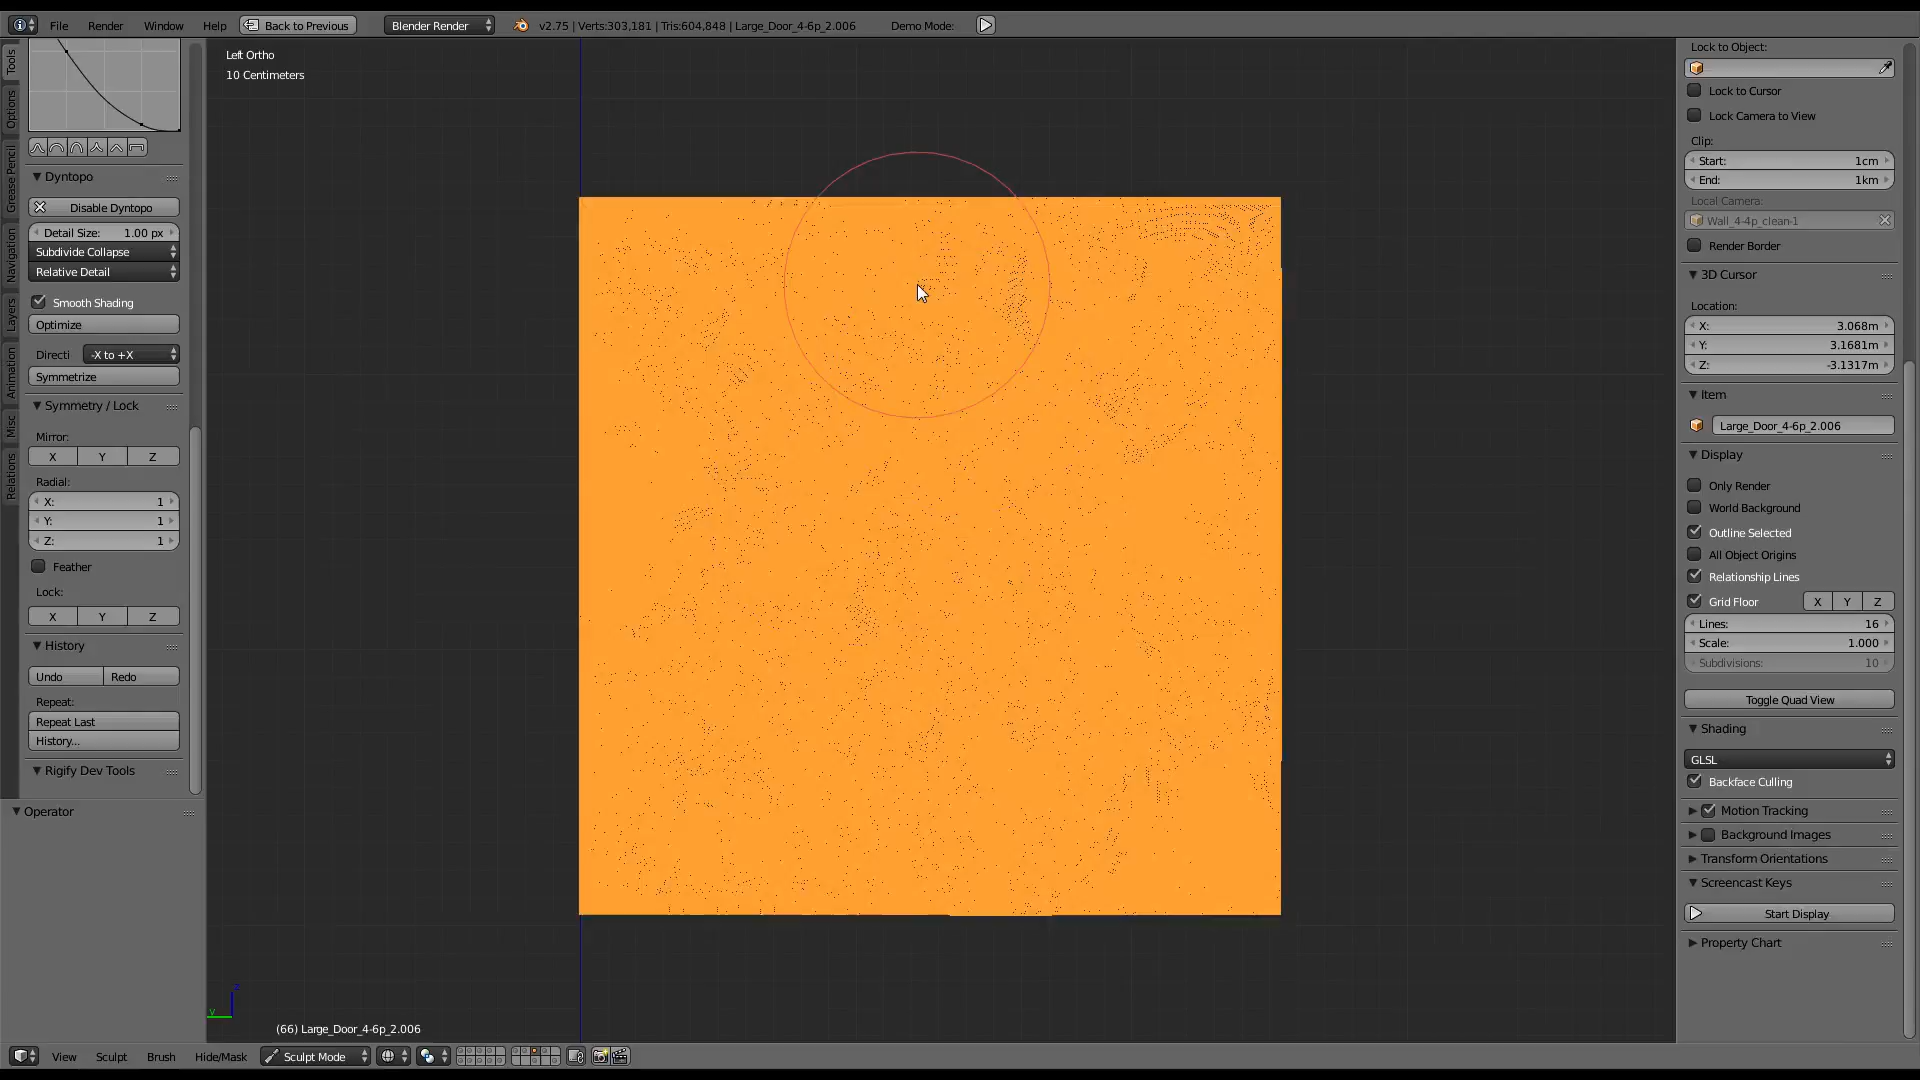 File Render Window Help Back to Previous Blender Render v2.75 | Verts:303,181 | Tris:604,848 | Large_Door_4-6p_2.006 Demo Mode:
Tools
Options
Grease Pencil
Navigation
Layers
Animation
Misc
Relations
Dyntopo
Disable Dyntopo
Detail Size: 1.00 px
Subdivide Collapse
Relative Detail
Smooth Shading
Optimize
Directi -X to +X
Symmetrize
Symmetry / Lock
Mirror:
X Y Z
Radial:
X: 1
Y: 1
Z: 1
Feather
Lock:
X Y Z
History
Undo Redo
Repeat:
Repeat Last
History...
Rigify Dev Tools
Operator
Left Ortho
10 Centimeters
z
y
(66) Large_Door_4-6p_2.006
Lock to Object:
Lock to Cursor
Lock Camera to View
Clip:
Start: 1cm
End: 1km
Local Camera:
Wall_4-4p_clean-1
Render Border
3D Cursor
Location:
X: 3.068m
Y: 3.1681m
Z: -3.1317m
Item
Large_Door_4-6p_2.006
Display
Only Render
World Background
Outline Selected
All Object Origins
Relationship Lines
Grid Floor X Y Z
Lines: 16
Scale: 1.000
Subdivisions: 10
Toggle Quad View
Shading
GLSL
Backface Culling
Motion Tracking
Background Images
Transform Orientations
Screencast Keys
Start Display
Property Chart
View Sculpt Brush Hide/Mask Sculpt Mode